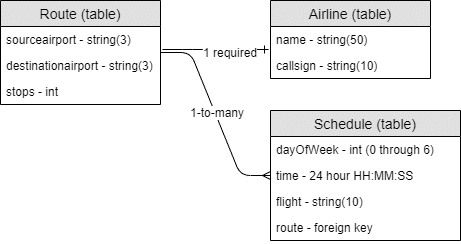 Route (table)
sourceairport - string(3)
destinationairport - string(3)
stops - int
1 required
1-to-many
Airline (table)
name - string(50)
callsign - string(10)
Schedule (table)
dayOfWeek - int (0 through 6)
time - 24 hour HH:MM:SS
flight - string(10)
route - foreign key